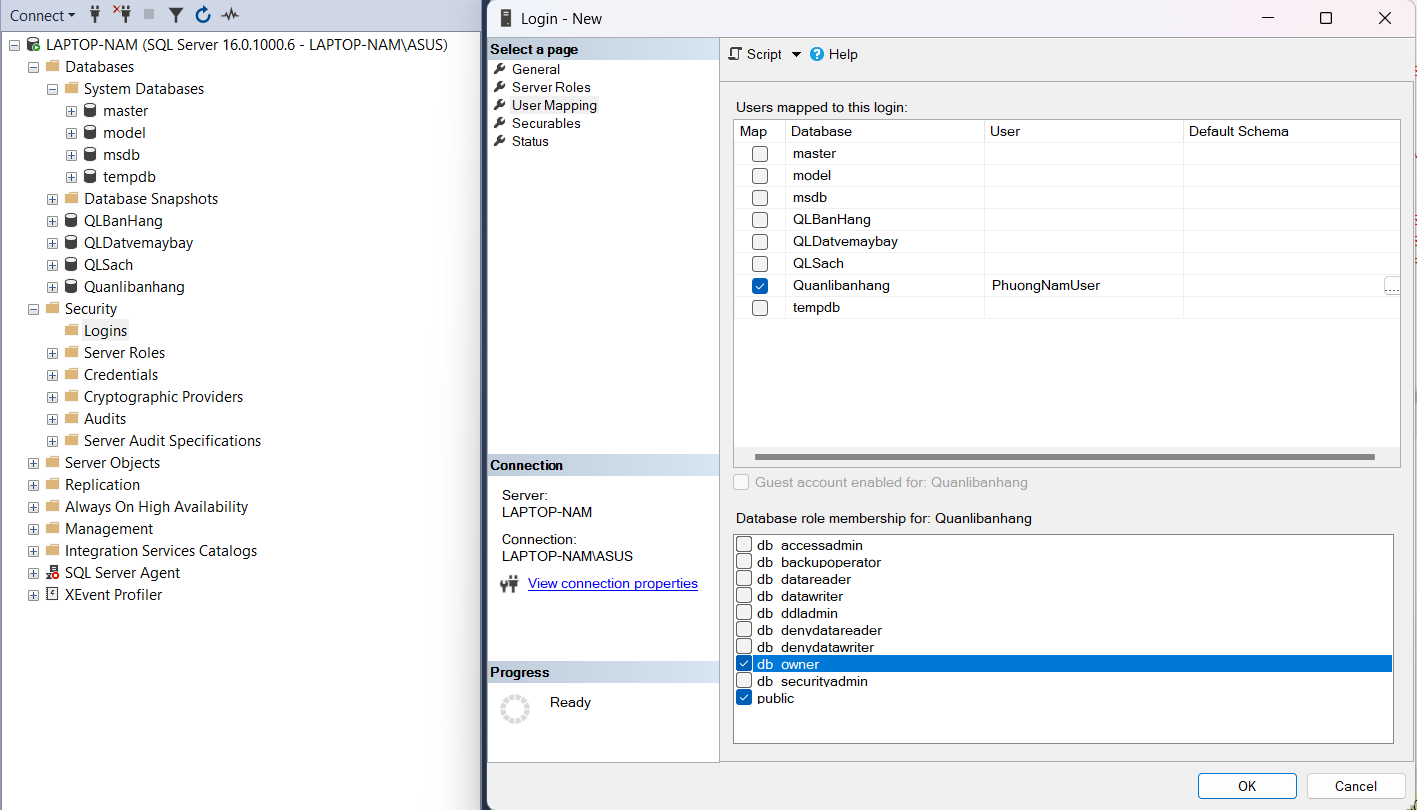 Connect
LAPTOP-NAM (SQL Server 16.0.1000.6 - LAPTOP-NAM\ASUS)
Databases
System Databases
master
model
msdb
tempdb
Database Snapshots
QLBanHang
QLDatvemaybay
QLSach
Quanlibanhang
Security
Logins
Server Roles
Credentials
Cryptographic Providers
Audits
Server Audit Specifications
Server Objects
Replication
Always On High Availability
Management
Integration Services Catalogs
SQL Server Agent
XEvent Profiler
Login - New
Select a page
General
Server Roles
User Mapping
Securables
Status
Connection
Server:
LAPTOP-NAM
Connection:
LAPTOP-NAM\ASUS
View connection properties
Progress
Ready
Script Help
Users mapped to this login:
Map Database User Default Schema
master
model
msdb
QLBanHang
QLDatvemaybay
QLSach
Quanlibanhang PhuongNamUser ...
tempdb
Guest account enabled for: Quanlibanhang
Database role membership for: Quanlibanhang
db_accessadmin
db_backupoperator
db_datareader
db_datawriter
db_ddladmin
db_denydatareader
db_denydatawriter
db_owner
db_securityadmin
public
OK Cancel